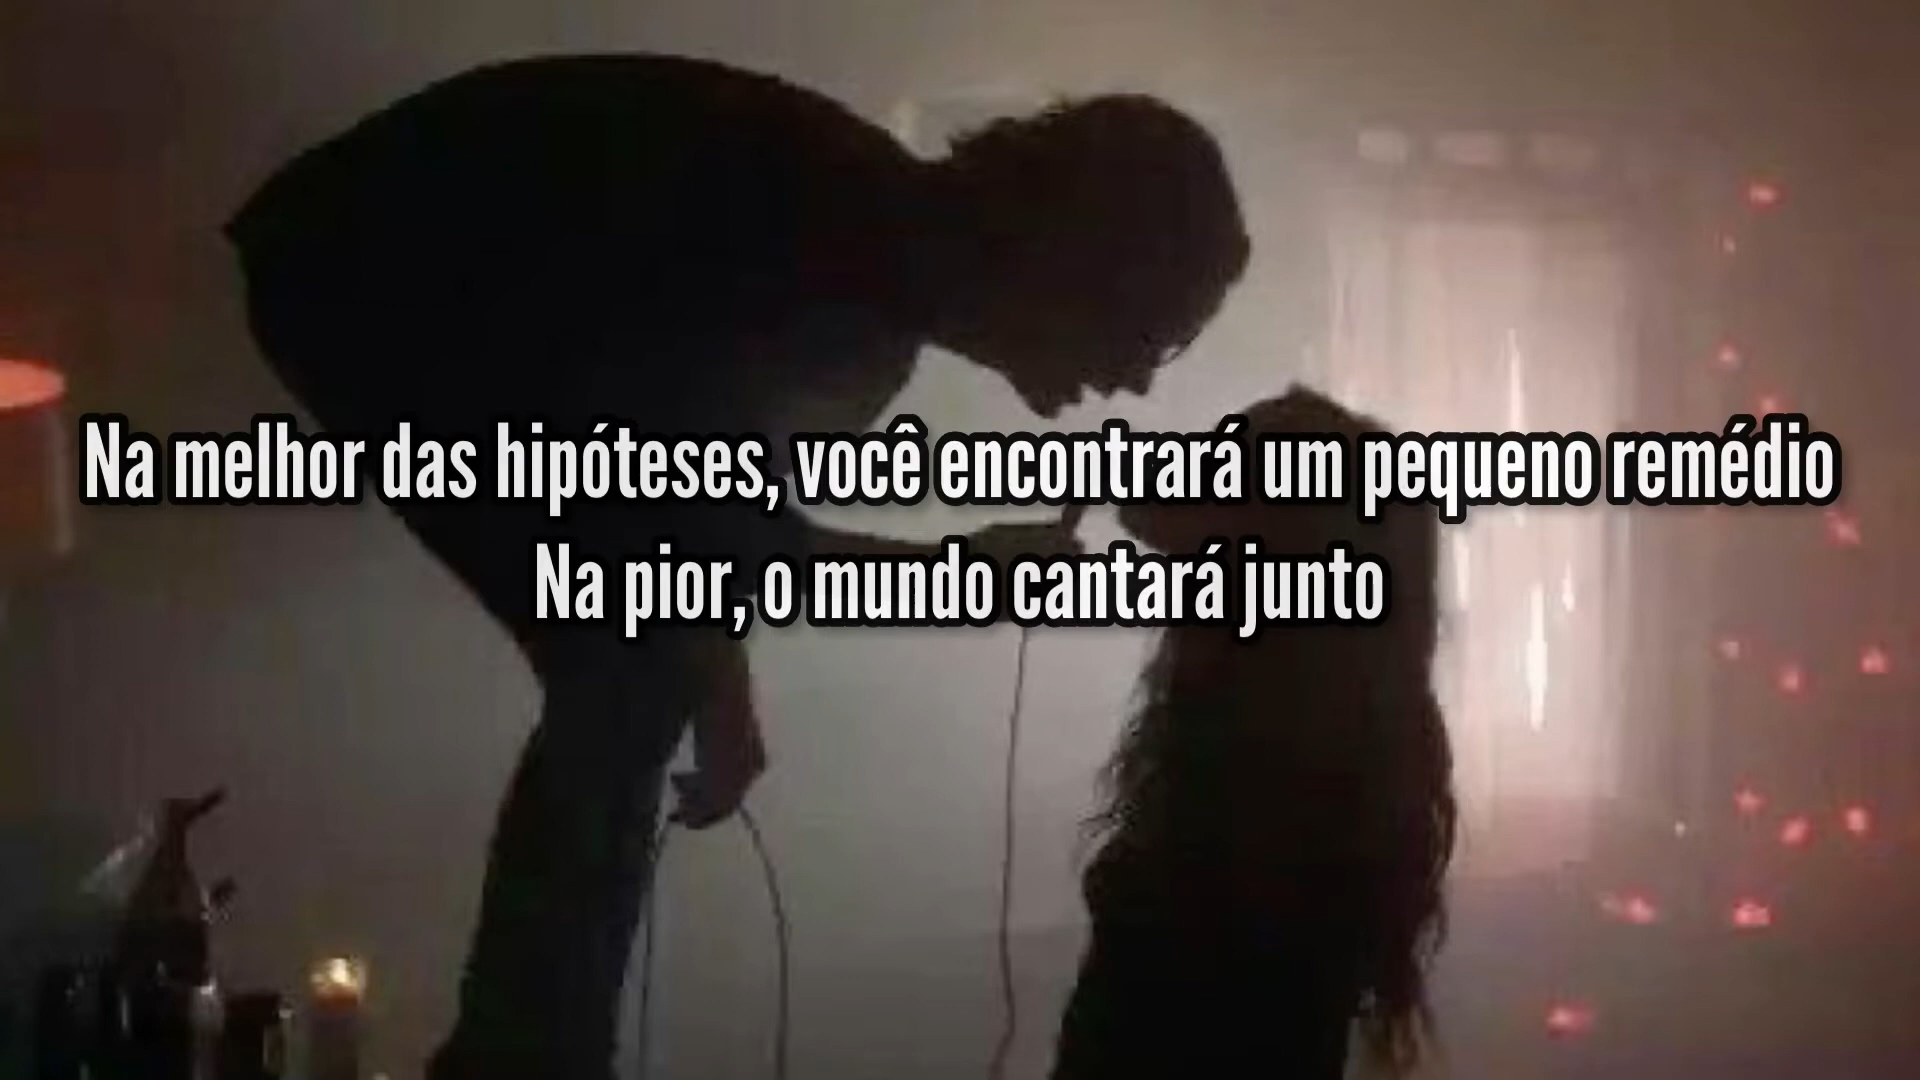 Na melhor das hipóteses, você encontrará um pequeno remédio
Na pior, o mundo cantará junto